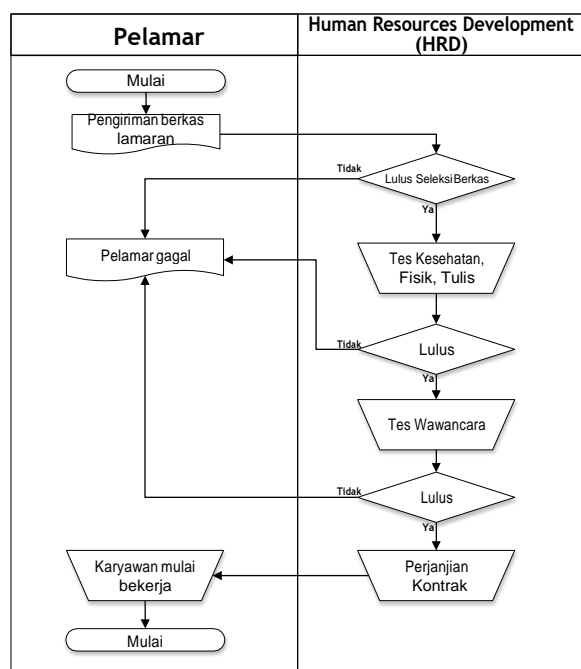 Pelamar
Human Resources Development
(HRD)
Mulai
Pengiriman berkas
lamaran
Tidak
Lulus Seleksi Berkas
Ya
Pelamar gagal
Tes Kesehatan,
Fisik, Tulis
Tidak
Lulus
Ya
Tes Wawancara
Tidak
Lulus
Ya
Karyawan mulai
bekerja
Perjanjian
Kontrak
Mulai